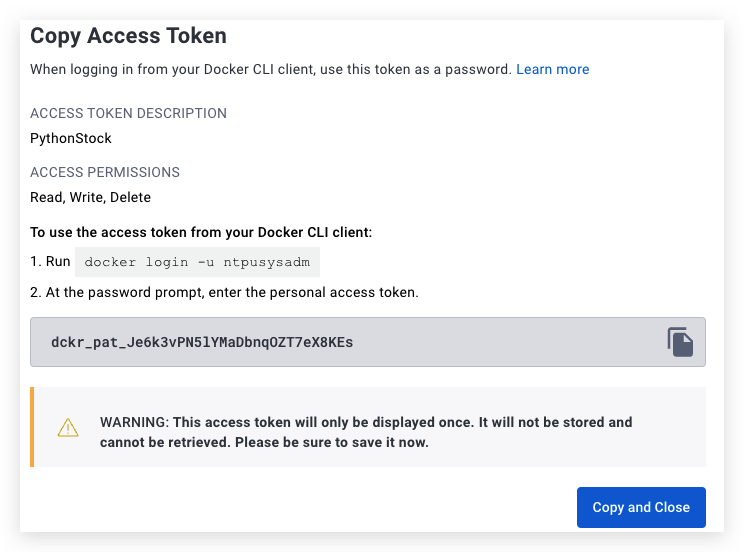 Copy Access Token
When logging in from your Docker CLI client, use this token as a password. Learn more
ACCESS TOKEN DESCRIPTION
PythonStock
ACCESS PERMISSIONS
Read, Write, Delete
To use the access token from your Docker CLI client:
1. Run docker login -u ntpusysadm
2. At the password prompt, enter the personal access token.
dckr_pat_Je6k3vPN5lYMaDbnqOZT7eX8KEs
WARNING: This access token will only be displayed once. It will not be stored and
cannot be retrieved. Please be sure to save it now.
Copy and Close